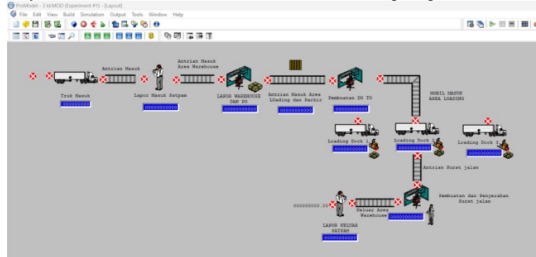 ProModel - 2 kUMOD (Experiment #1) - [Layout]
File Edit View Build Simulation Output Tools Window Help
Antrian Masuk
Antrian Masuk
Area Warehouse
Truk Masuk
Lapor Masuk Satpam
LAPOR WAREHOUSE
DAN PO
Antrian Masuk Area
Loading dan Parkir
Pembuatan DO TO
MOBIL MASUK
AREA LOADING
Loading Dock 1
Loading Dock
Loading Dock
Antrian Surat jalan
Pembuatan dan Penyerahan
Surat jalan
Keluar Area
Warehouse
LAPOR KELUAR
SATPAM